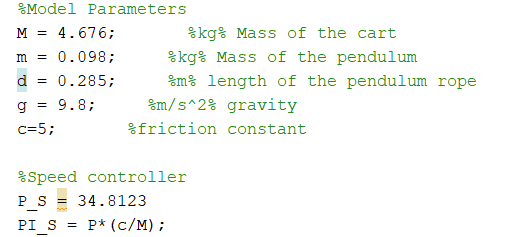 %Model Parameters
M = 4.676;       %kg% Mass of the cart
m = 0.098;     %kg% Mass of the pendulum
d = 0.285;     %m% length of the pendulum rope
g = 9.8;     %m/s^2% gravity
c=5;       %friction constant
%Speed controller
P_S = 34.8123
PI_S = P*(c/M);